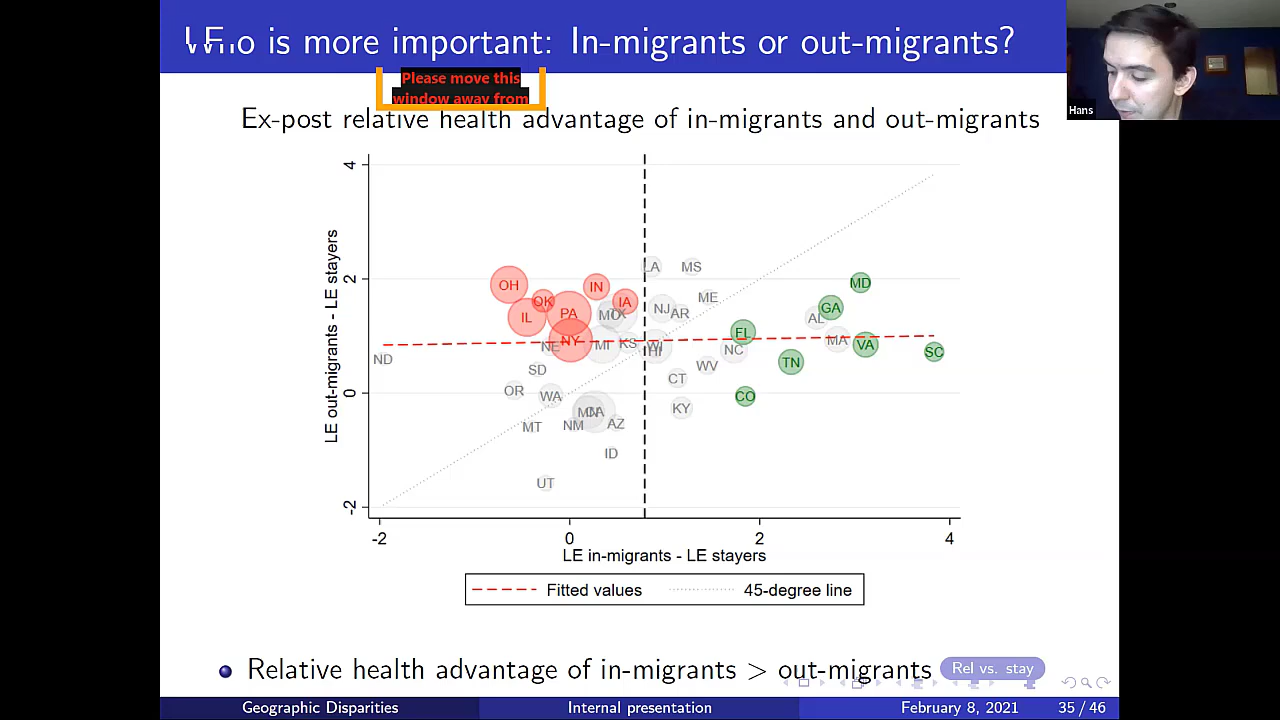 Who is more important: In-migrants or out-migrants?
Hans
Please move this
window away from
Ex-post relative health advantage of in-migrants and out-migrants
LE out-migrants - LE stayers
4
2
0
-2
LA
MS
OH
OK
IN
IA
MD
ME
IL
PA
MO
NJ
AR
GA
AL
NY
FL
NE
MI
KS
WI
HI
NC
MA
VA
SC
ND
SD
WV
TN
CT
OR
WA
CO
MN
CA
KY
MT
NM
AZ
ID
UT
-2
0
2
4
LE in-migrants - LE stayers
Fitted values
45-degree line
Relative health advantage of in-migrants > out-migrants
Rel vs. stay
Geographic Disparities
Internal presentation
February 8, 2021
35 / 46